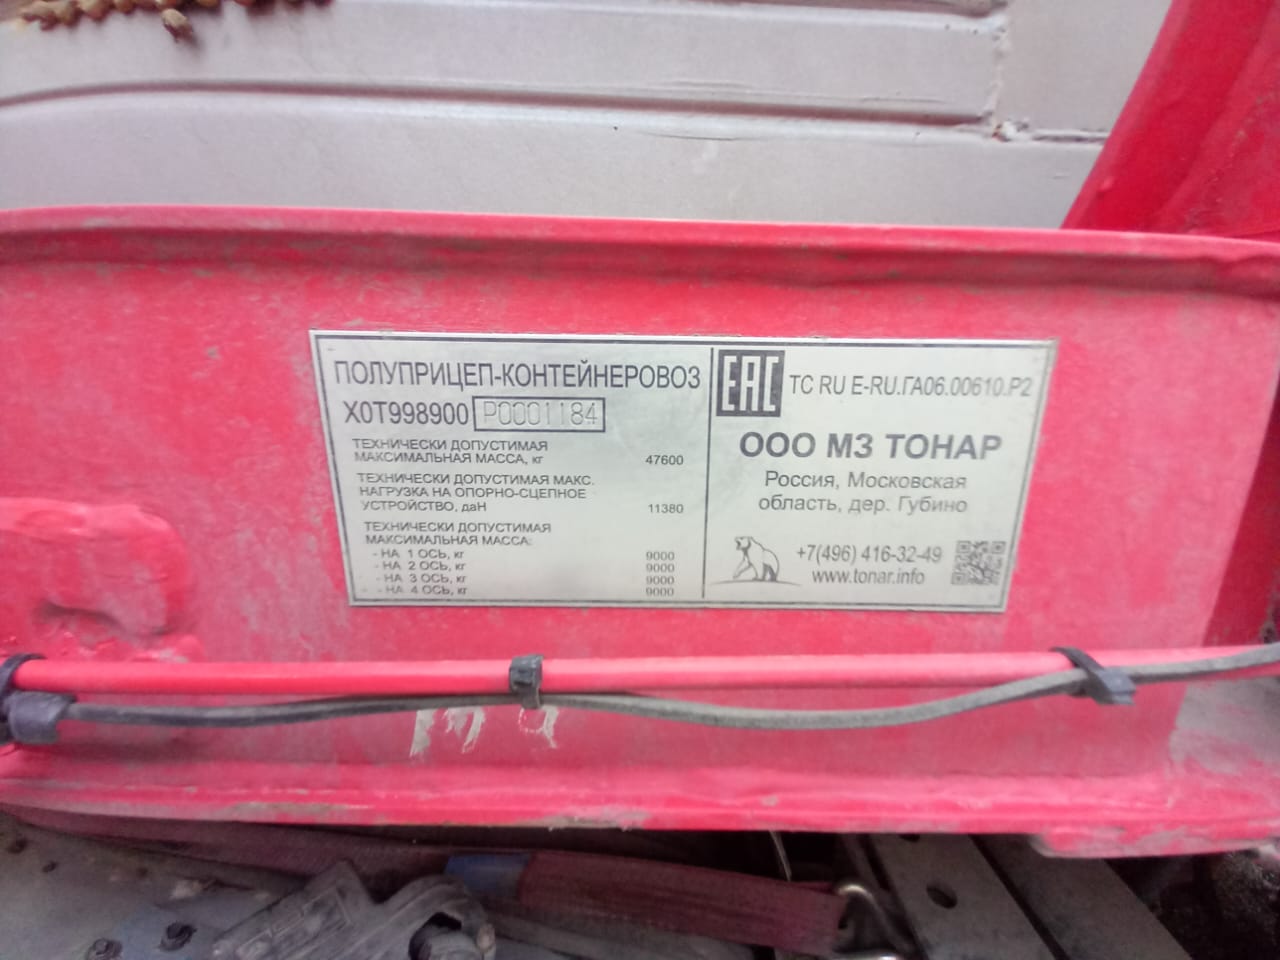 ПОЛУПРИЦЕП-КОНТЕЙНЕРОВОЗ
X0T998900 P0001184
ТЕХНИЧЕСКИ ДОПУСТИМАЯ
МАКСИМАЛЬНАЯ МАССА, кг 47600
ТЕХНИЧЕСКИ ДОПУСТИМАЯ МАКС.
НАГРУЗКА НА ОПОРНО-СЦЕПНОЕ
УСТРОЙСТВО, даН 11380
ТЕХНИЧЕСКИ ДОПУСТИМАЯ
МАКСИМАЛЬНАЯ МАССА:
- НА 1 ОСЬ, кг 9000
- НА 2 ОСЬ, кг 9000
- НА 3 ОСЬ, кг 9000
- НА 4 ОСЬ, кг 9000
EAC TC RU E-RU.ГА06.00610.P2
ООО МЗ ТОНАР
Россия, Московская
область, дер. Губино
+7(496) 416-32-49
www.tonar.info